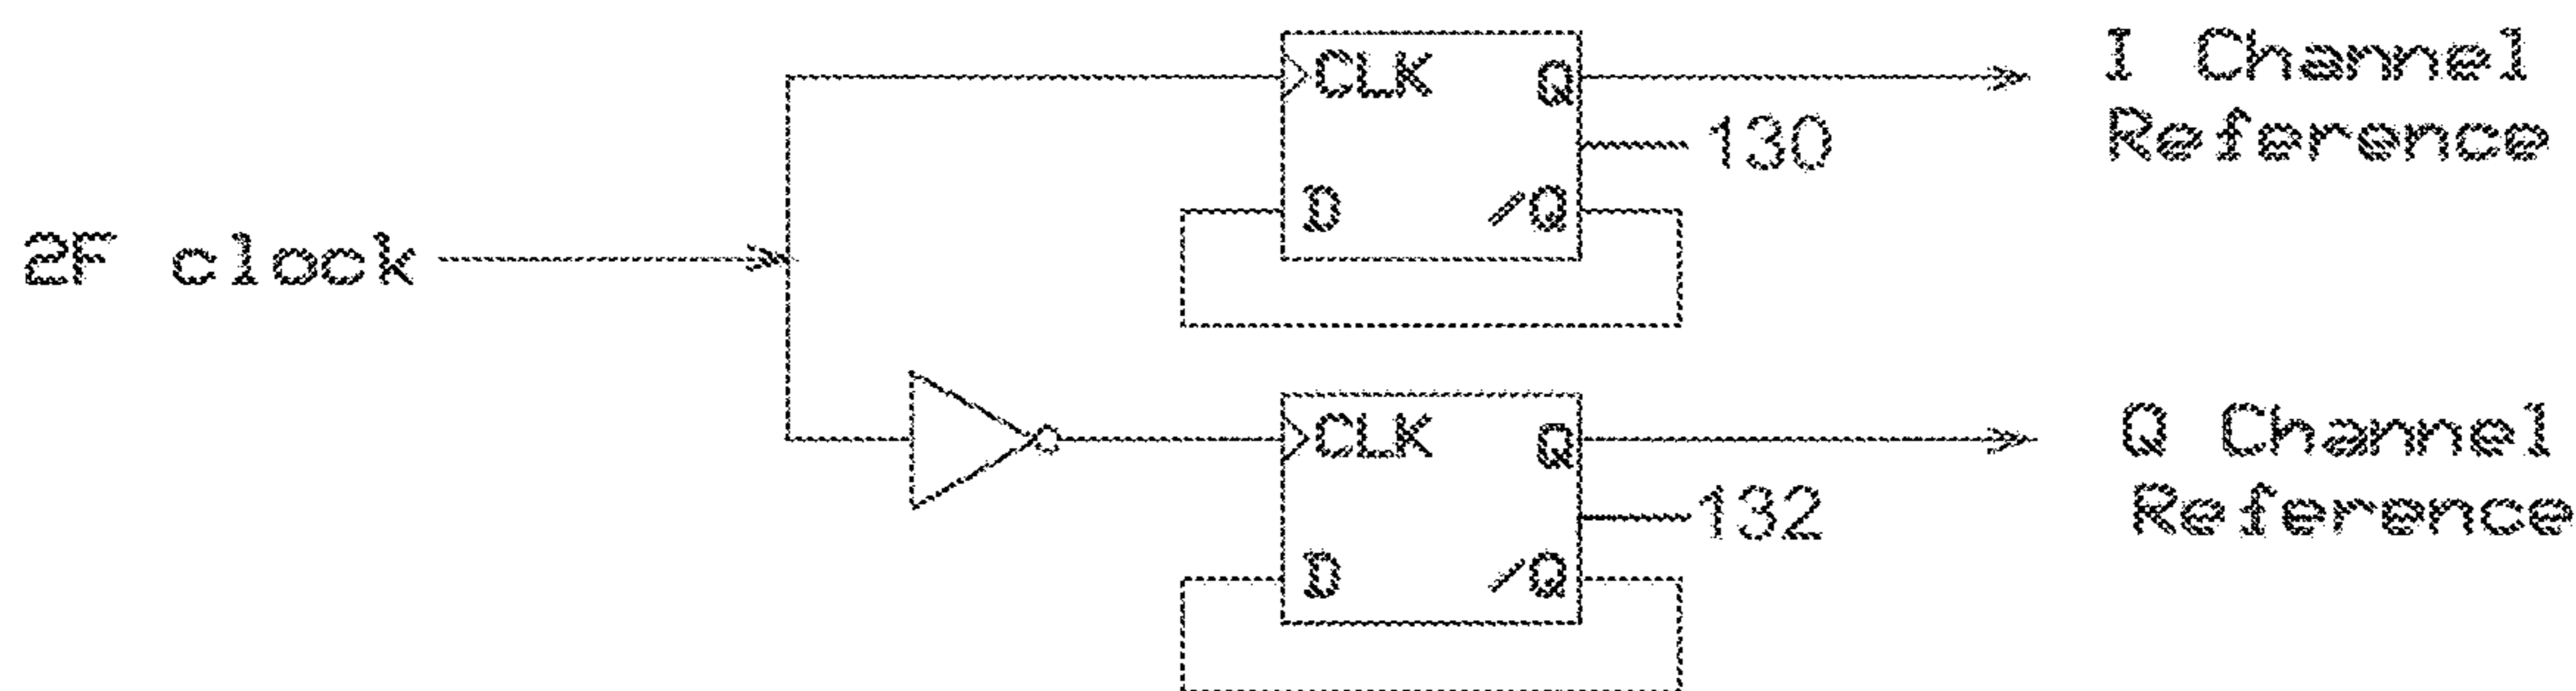 CLK Q
I Channel
Reference
130
D /Q
2F clock
CLK Q
Q Channel
Reference
132
D /Q